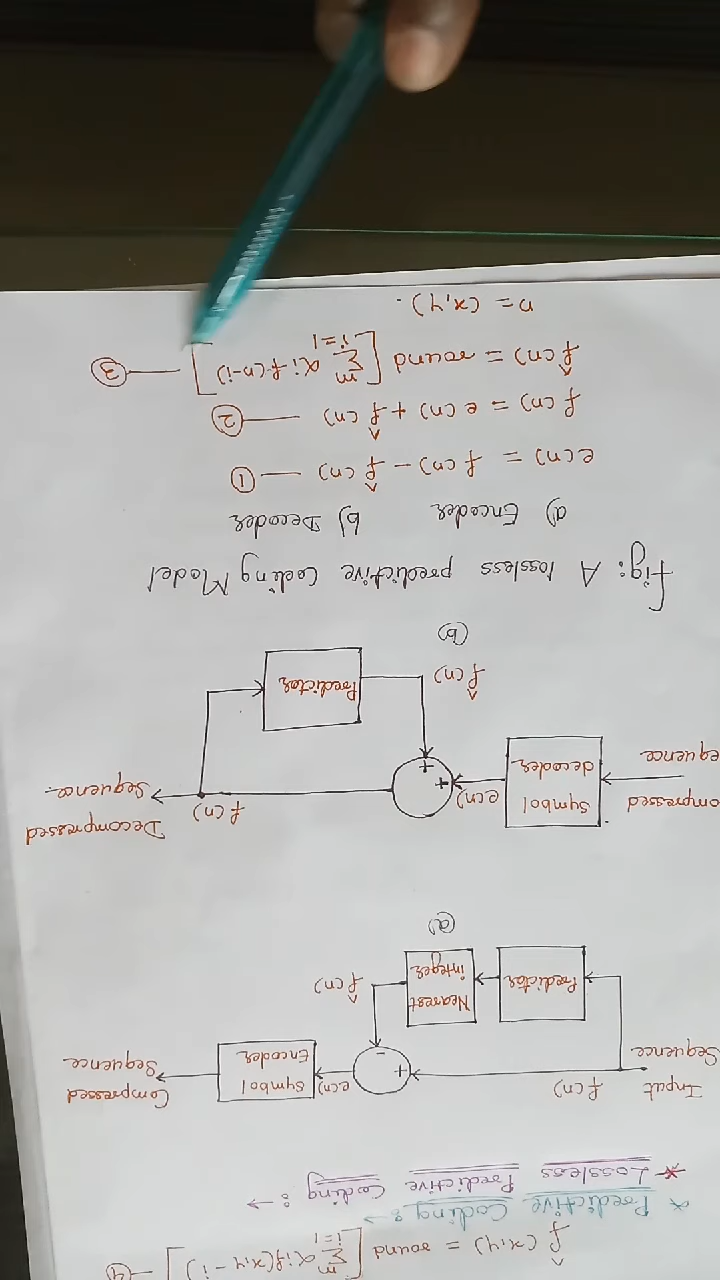 f̂(x,y) = round [ m Σ i=1 αi f(x,y-i) ] — ④
* Predictive Coding :→
* Lossless Predictive Coding :→
Input Sequence
f(n)
+
-
e(n)
Symbol Encoder
Compressed Sequence
Predictor
Nearest integer
f̂(n)
(a)
ompressed equence
Symbol decoder
e(n)
+
+
f(n)
Decompressed Sequence
f̂(n)
Predictor
(b)
fig: A lossless predictive Coding Model
a) Encoder b) Decoder
e(n) = f(n) - f̂(n) — ①
f(n) = e(n) + f̂(n) — ②
f̂(n) = round [ m Σ i=1 αi f(n-i) ] — ③
n = (x,y).